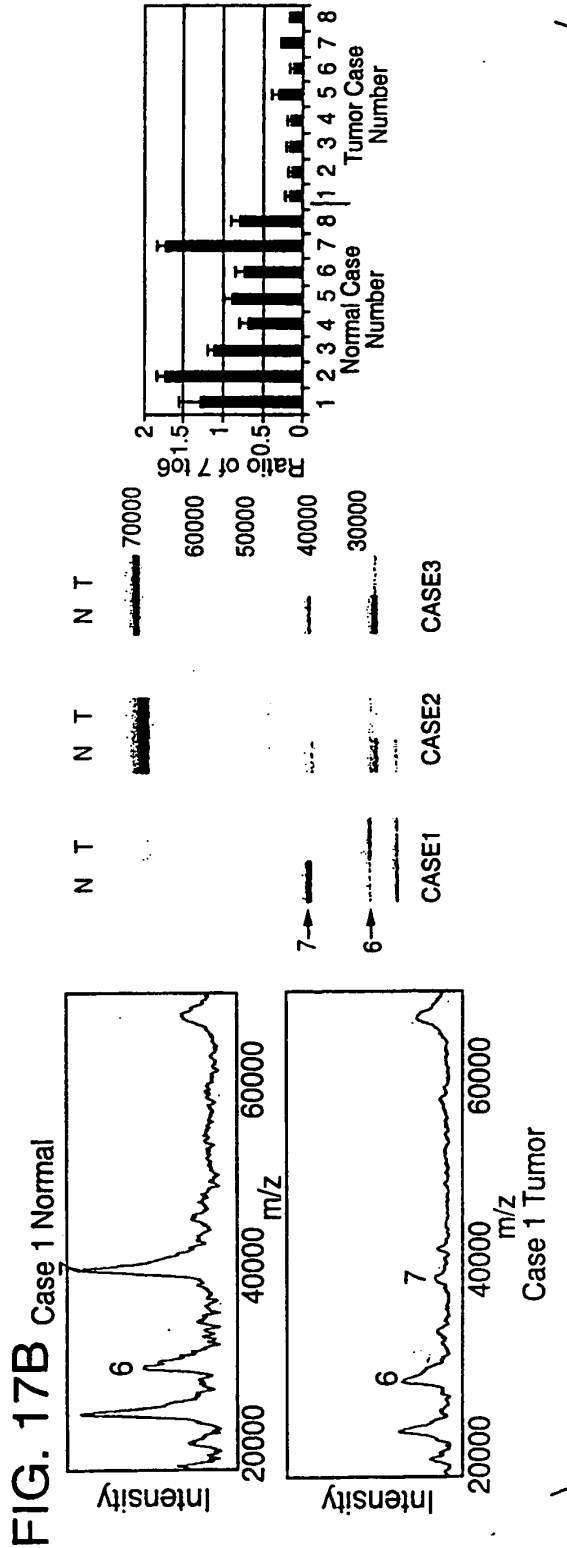 FIG. 17B
Case 1 Normal
7
6
Intensity
20000 40000 60000
m/z
7
6
Intensity
20000 40000 60000
m/z
Case 1 Tumor
N T N T N T
70000
60000
50000
7 40000
30000
6
CASE1 CASE2 CASE3
Ratio of 7 to6
2
1.5
1
0.5
0
1 2 3 4 5 6 7 8 1 2 3 4 5 6 7 8
Normal Case Tumor Case
Number Number